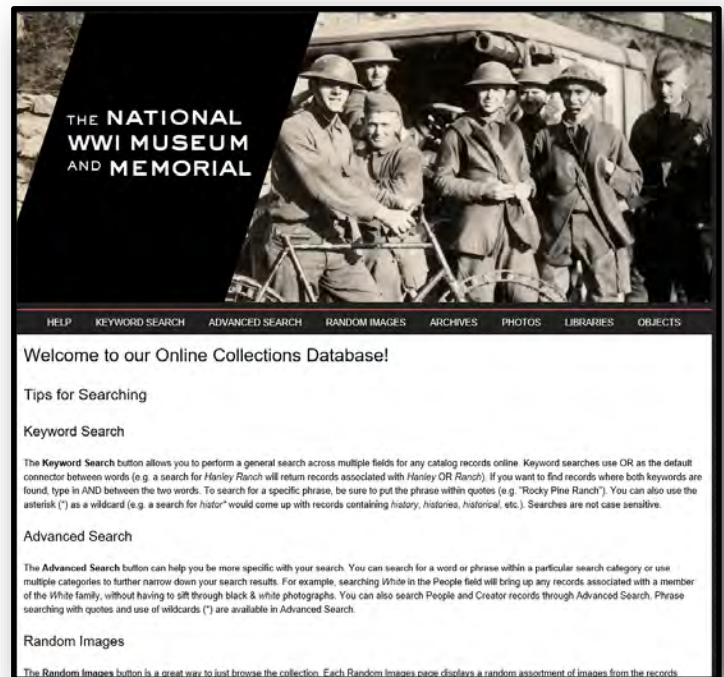 THE NATIONAL
WWI MUSEUM
AND MEMORIAL
HELP KEYWORD SEARCH ADVANCED SEARCH RANDOM IMAGES ARCHIVES PHOTOS LIBRARIES OBJECTS
Welcome to our Online Collections Database!
Tips for Searching
Keyword Search
The Keyword Search button allows you to perform a general search across multiple fields for any catalog records online. Keyword searches use OR as the default
connector between words (e.g. a search for Hanley Ranch will return records associated with Hanley OR Ranch). If you want to find records where both keywords are
found, type in AND between the two words. To search for a specific phrase, be sure to put the phrase within quotes (e.g. "Rocky Pine Ranch"). You can also use the
asterisk (*) as a wildcard (e.g. a search for histor* would come up with records containing history, histories, historical, etc.). Searches are not case sensitive.
Advanced Search
The Advanced Search button can help you be more specific with your search. You can search for a word or phrase within a particular search category or use
multiple categories to further narrow down your search results. For example, searching White in the People field will bring up any records associated with a member
of the White family, without having to sift through black & white photographs. You can also search People and Creator records through Advanced Search. Phrase
searching with quotes and use of wildcards (*) are available in Advanced Search.
Random Images
The Random Images button is a great way to just browse the collection. Each Random Images page displays a random assortment of images from the records